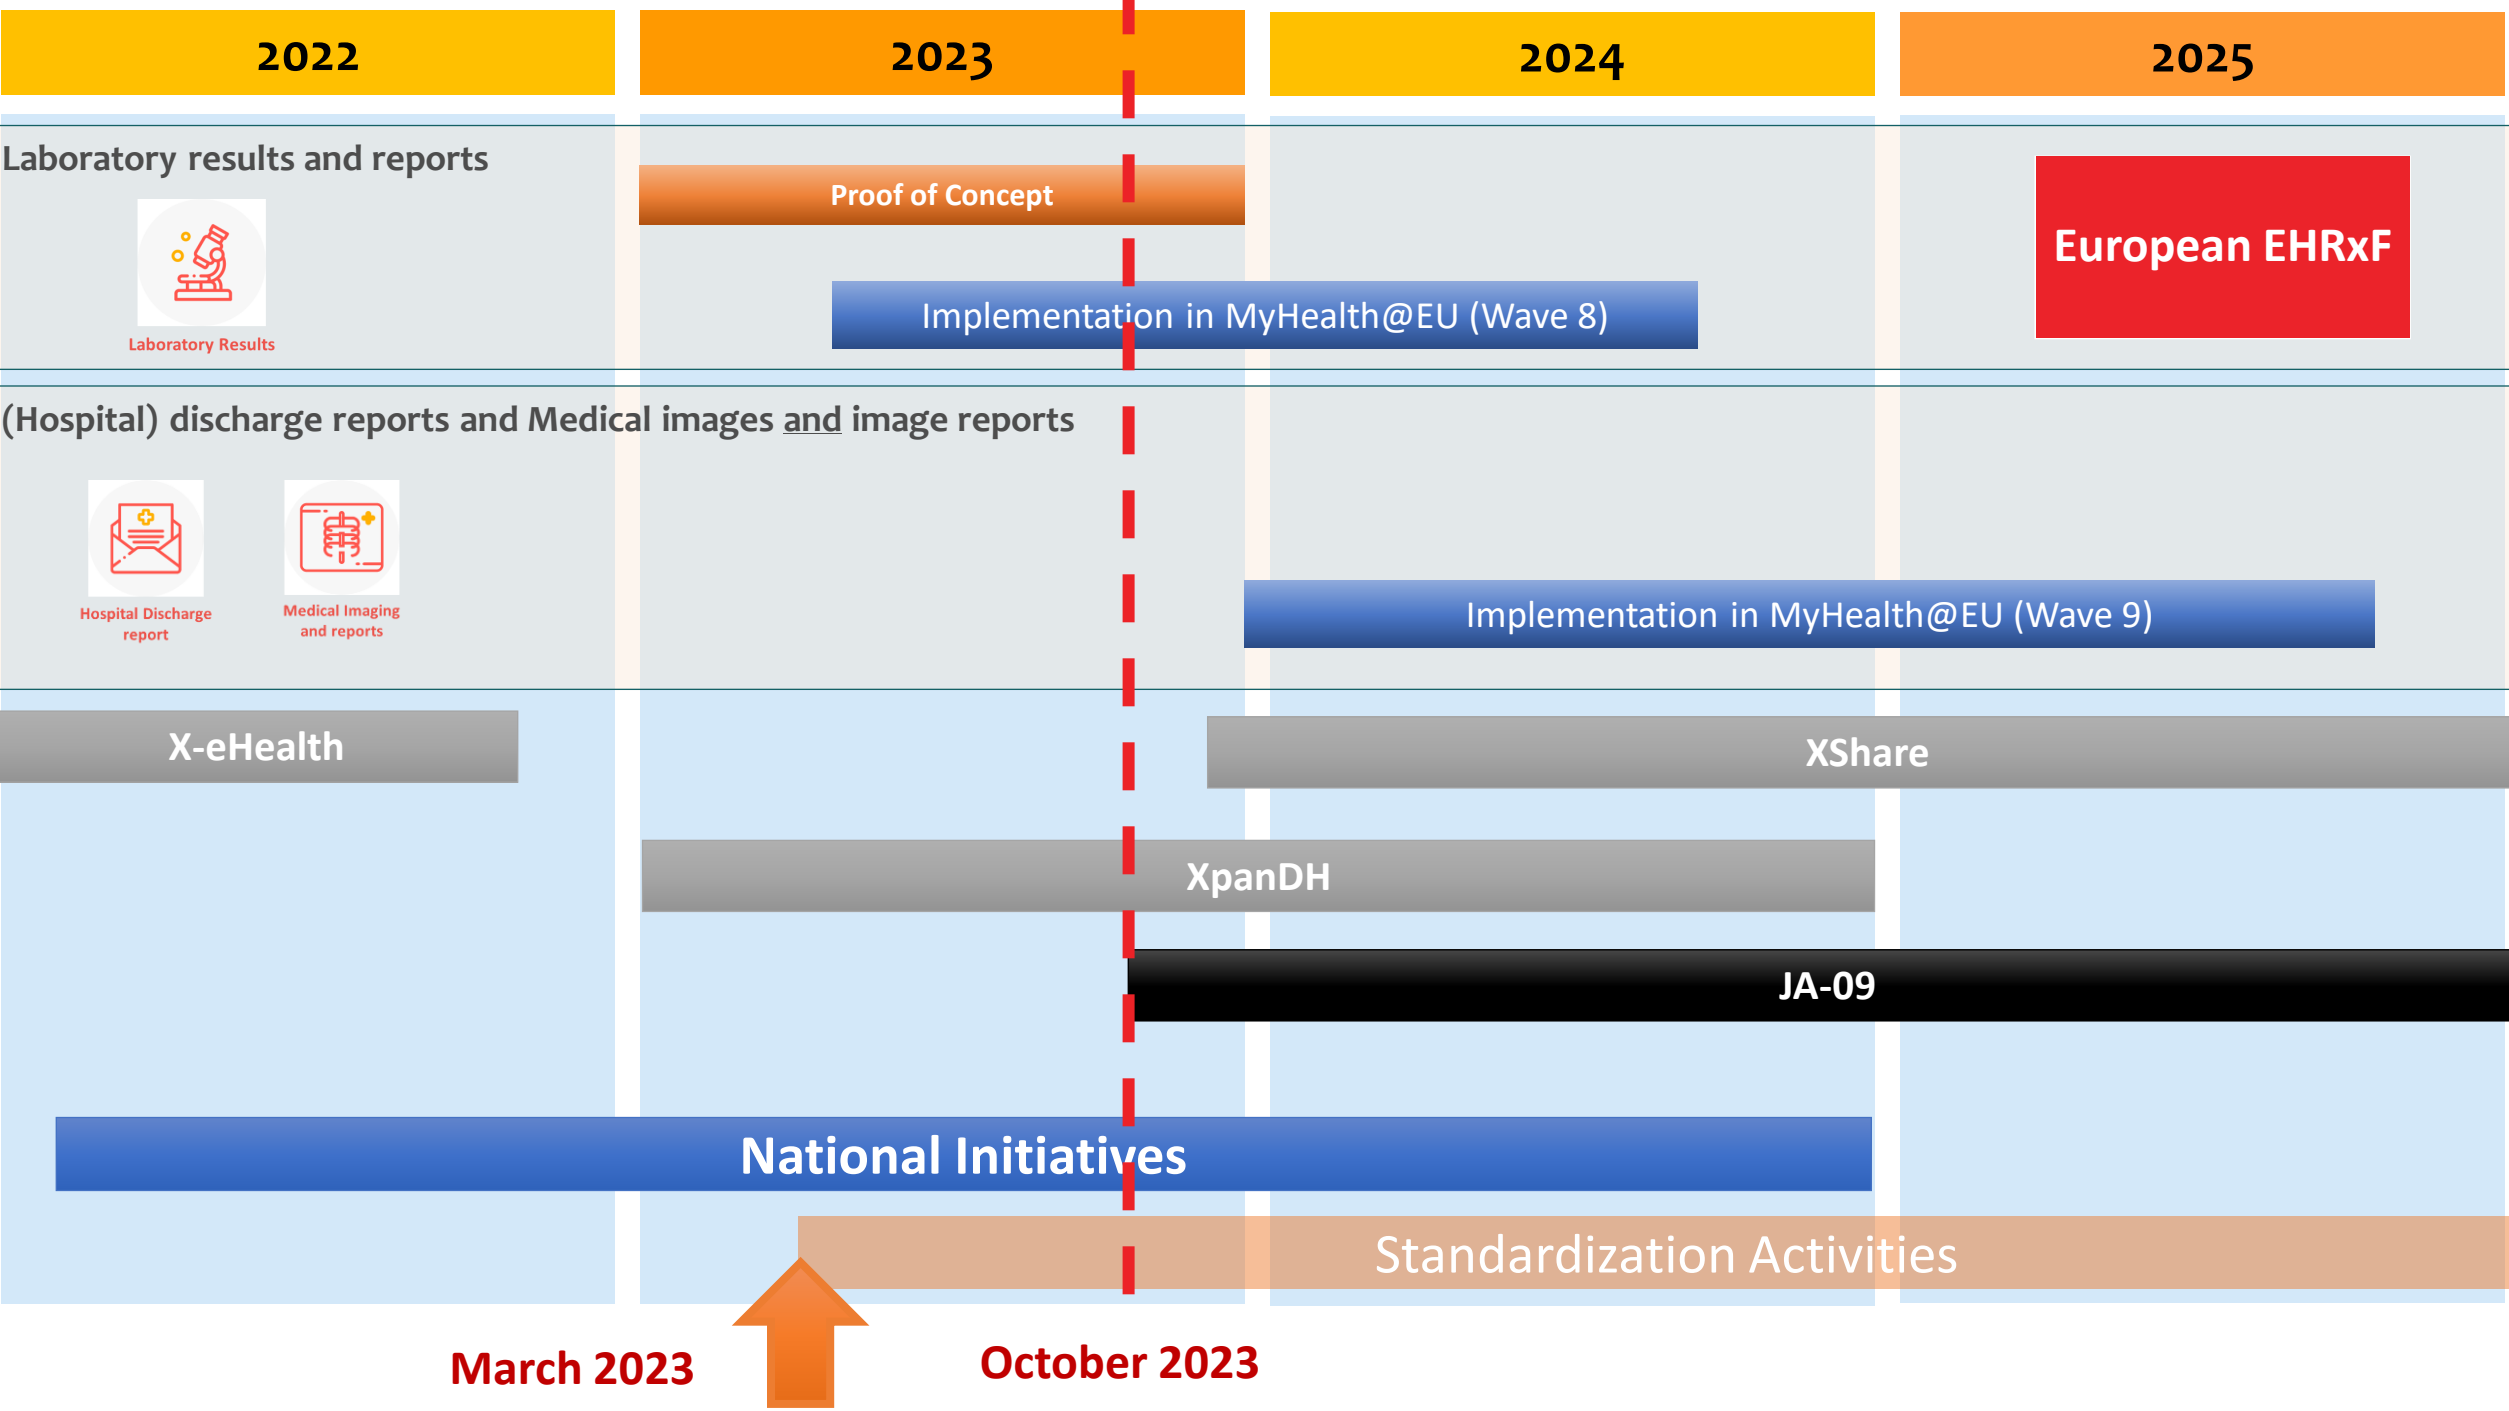 2022
2023
2024
2025
Laboratory results and reports
Proof of Concept
European EHRxF
Implementation in MyHealth@EU (Wave 8)
Laboratory Results
(Hospital) discharge reports and Medical images and image reports
Hospital Discharge
report
Medical Imaging
and reports
Implementation in MyHealth@EU (Wave 9)
X-eHealth
XShare
XpanDH
JA-09
National Initiatives
Standardization Activities
March 2023
October 2023